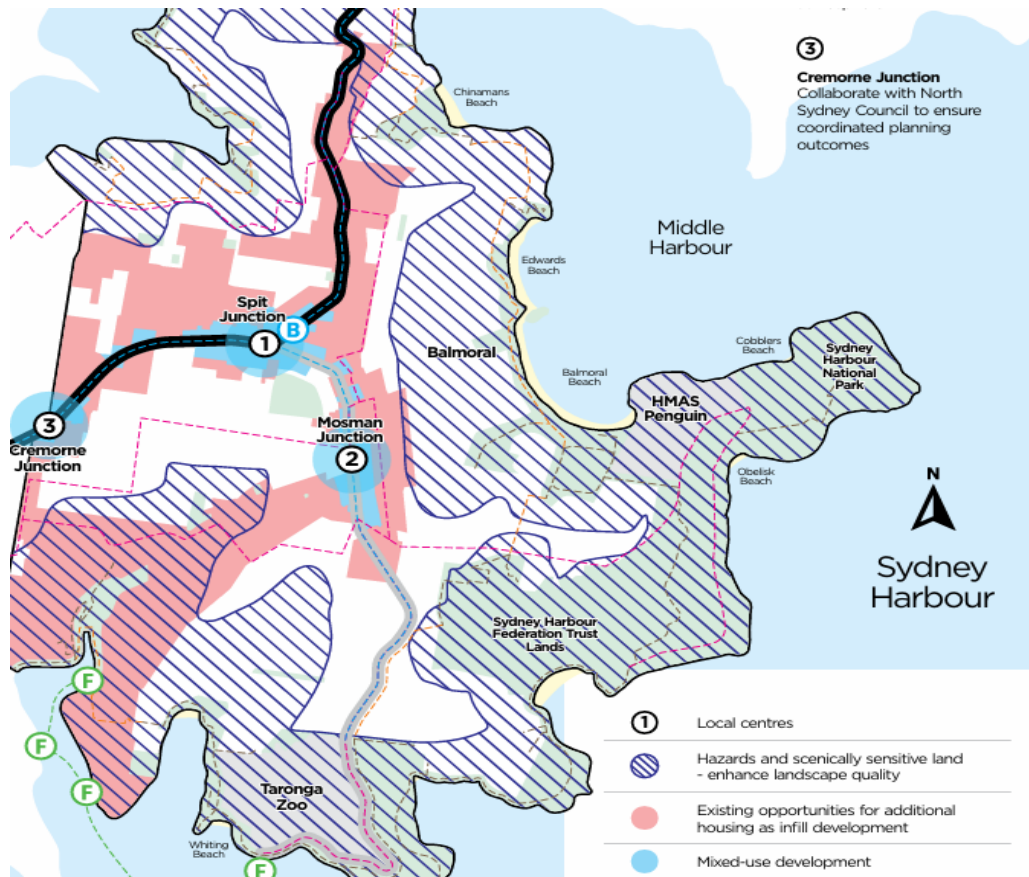 3
Cremorne Junction
Collaborate with North
Sydney Council to ensure
coordinated planning
outcomes
Chinamans
Beach
Middle
Harbour
Edwards
Beach
Spit
Junction
B
1
Balmoral
Cobblers
Beach
Sydney
Harbour
National
Park
Balmoral
Beach
HMAS
Penguin
3
Cremorne
Junction
Mosman
Junction
2
Obelisk
Beach
N
Sydney
Harbour
Sydney Harbour
Federation Trust
Lands
F
F
F
Taronga
Zoo
Whiting
Beach
F
1
Local centres
Hazards and scenically sensitive land
- enhance landscape quality
Existing opportunities for additional
housing as infill development
Mixed-use development